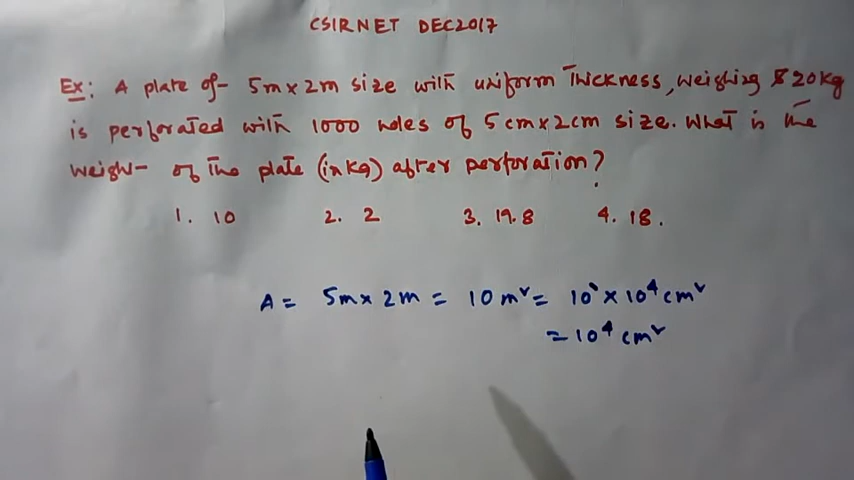 CSIRNET DEC2017
Ex: A plate of 5m x 2m size with uniform Thickness, weighing 20kg
is perforated with 1000 holes of 5cm x 2cm size. What is the
weight of the plate (in kg) after perforation?
1. 10 2. 2 3. 19.8 4. 18.
A = 5m x 2m = 10 m² = 10 x 10⁴ cm²
= 10⁴ cm²